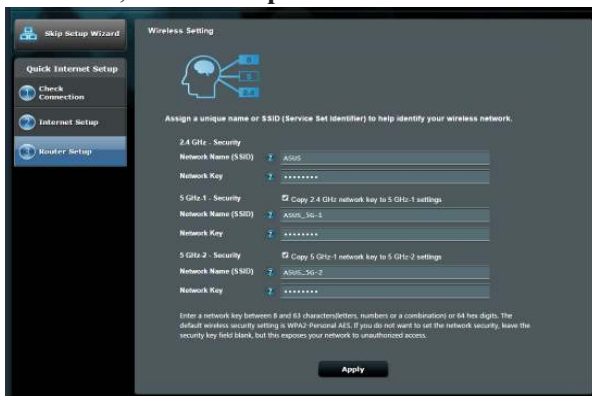 Skip Setup Wizard
Quick Internet Setup
1 Check Connection
2 Internet Setup
3 Router Setup
Wireless Setting
Assign a unique name or SSID (Service Set Identifier) to help identify your wireless network.
2.4 GHz - Security
Network Name (SSID) ? ASUS
Network Key ? ••••••••
5 GHz-1 - Security Copy 2.4 GHz network key to 5 GHz-1 settings
Network Name (SSID) ? ASUS_5G-1
Network Key ? ••••••••
5 GHz-2 - Security Copy 5 GHz-1 network key to 5 GHz-2 settings
Network Name (SSID) ? ASUS_5G-2
Network Key ? ••••••••
Enter a network key between 8 and 63 characters(letters, numbers or a combination) or 64 hex digits. The
default wireless security setting is WPA2-Personal AES. If you do not want to set the network security, leave the
security key field blank, but this exposes your network to unauthorized access.
Apply